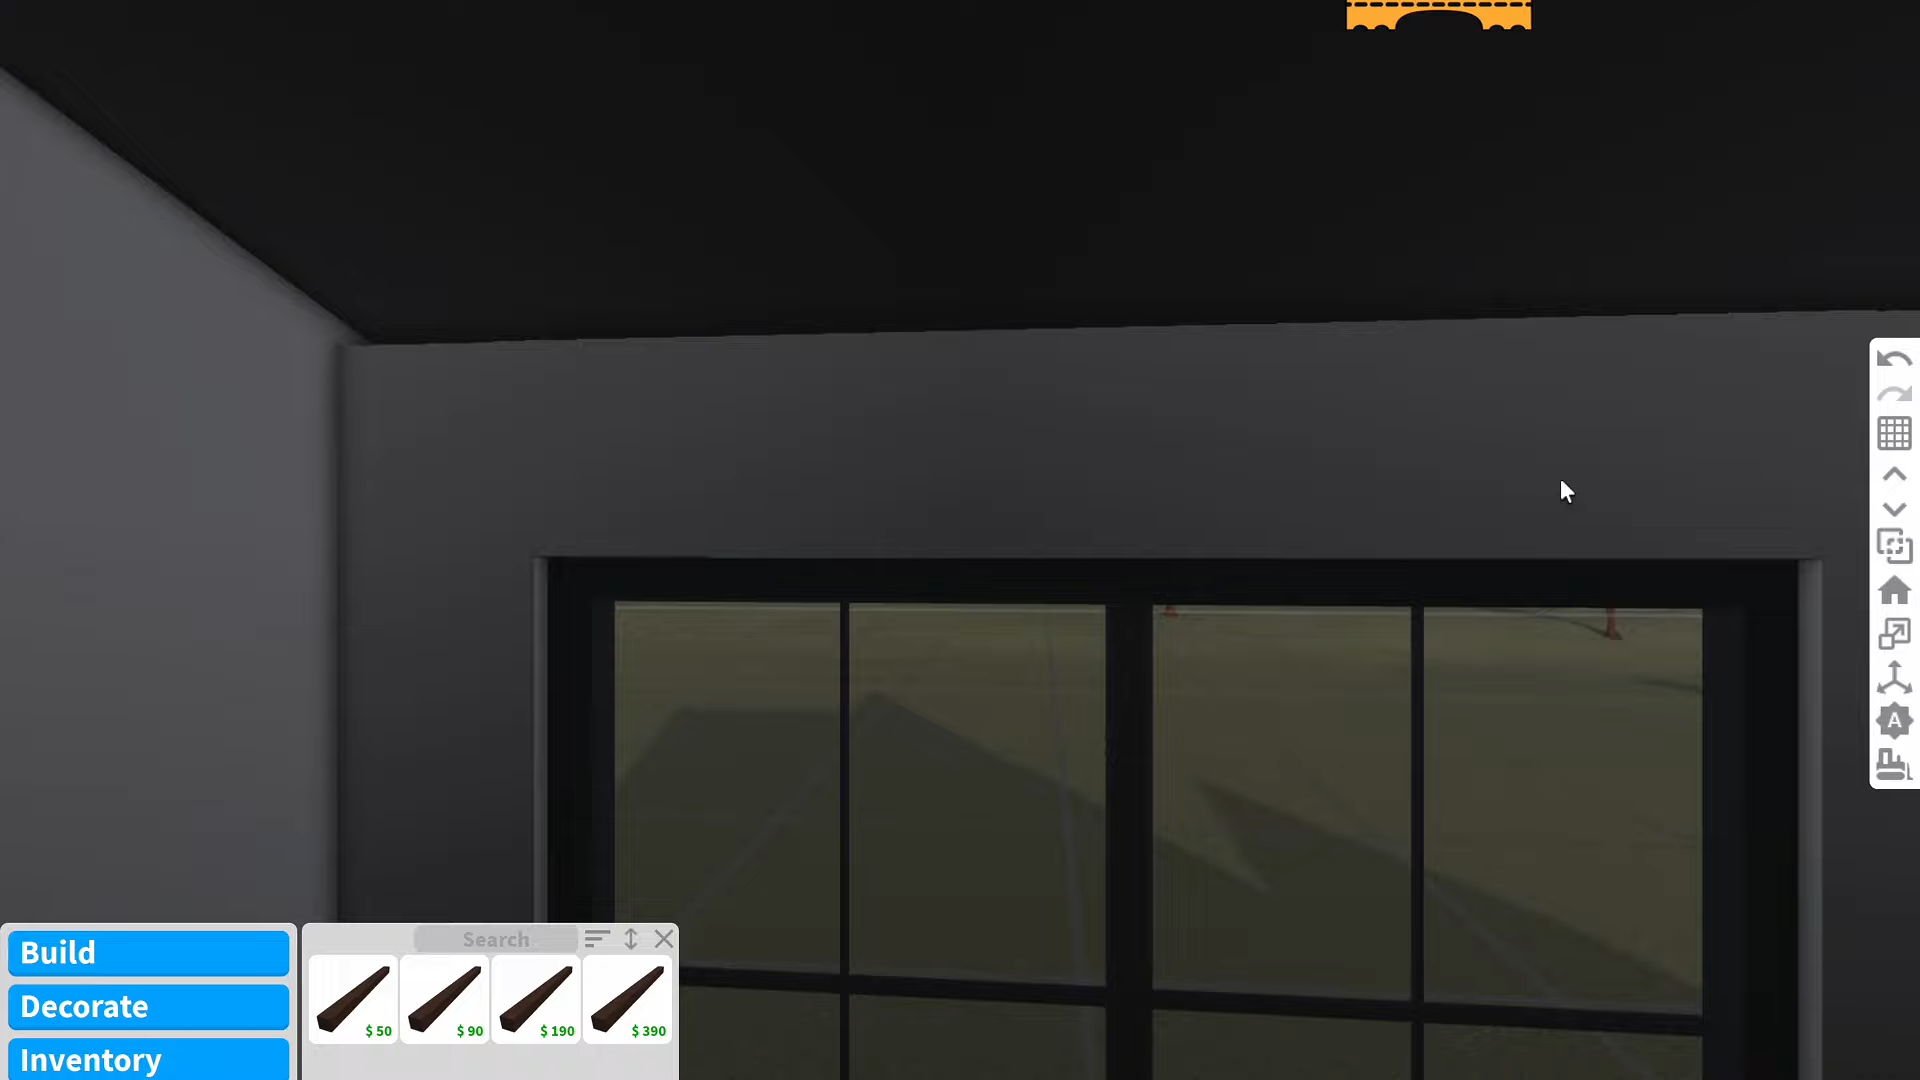 A
Build
Search
Decorate
$ 50
$ 90
$ 190
$ 390
Inventory